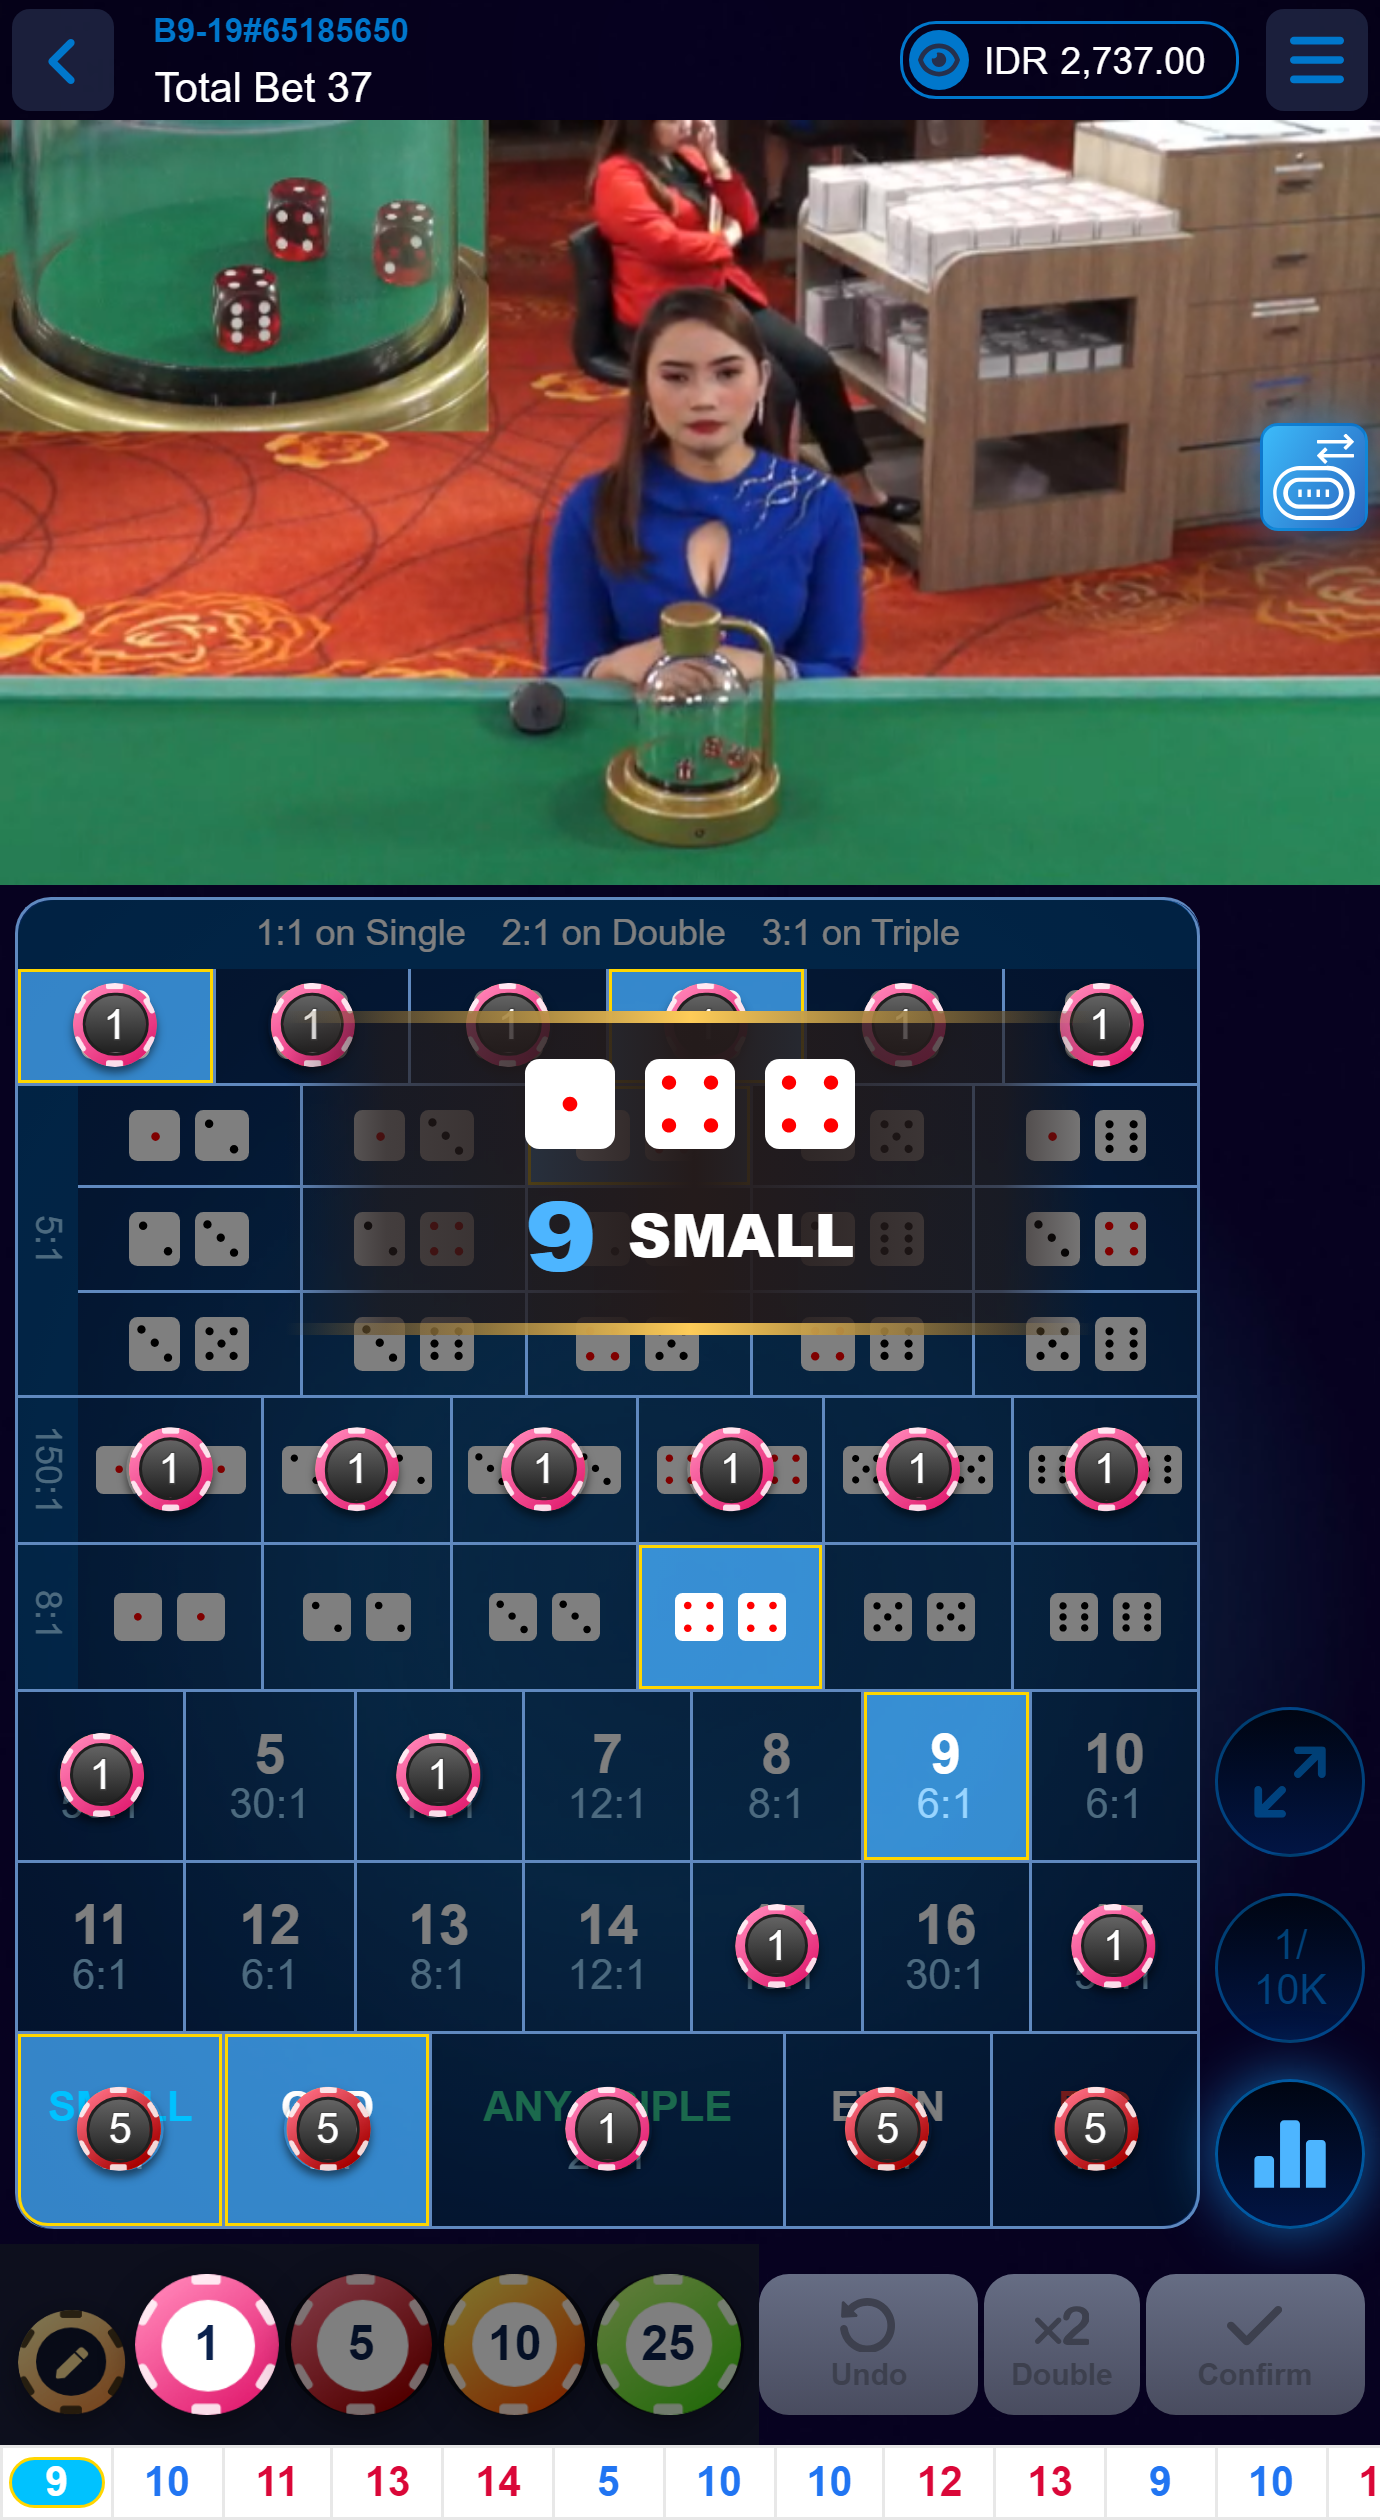 B9-19#65185650
Total Bet 37
IDR 2,737.00
1:1 on Single 2:1 on Double 3:1 on Triple
1 1 1 1 1 1
5:1
9 SMALL
150:1
1 1 1 1 1 1
8:1
1 5 1 7 8 9 10
30:1 12:1 8:1 6:1 6:1
11 12 13 14 1 16 1
6:1 6:1 8:1 12:1 30:1
5 5 1 5 5
1 5 10 25
Undo
x2
Double
Confirm
1/
10K
9 10 11 13 14 5 10 10 12 13 9 10